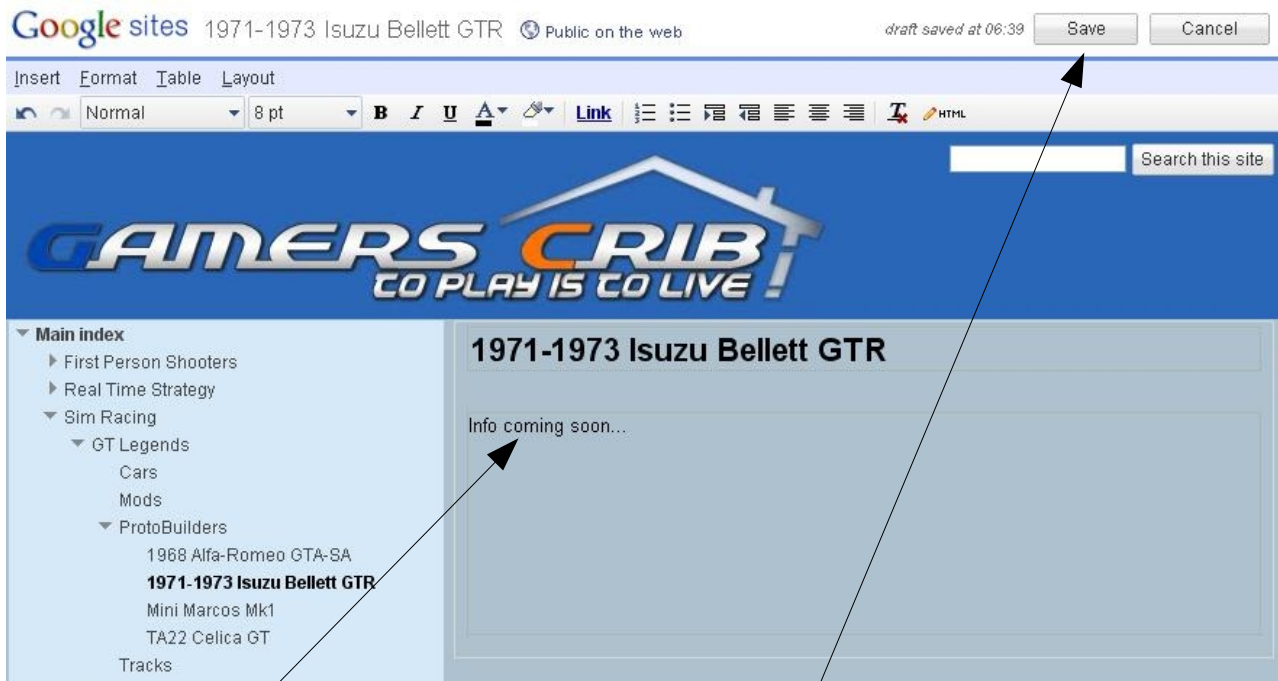 Google sites 1971-1973 Isuzu Bellett GTR Public on the web draft saved at 06:39 Save Cancel
Insert Format Table Layout
Normal 8 pt B I U A Link T HTML
Search this site
GAMERS CRIB
TO PLAY IS TO LIVE !
Main index
First Person Shooters
Real Time Strategy
Sim Racing
GT Legends
Cars
Mods
ProtoBuilders
1968 Alfa-Romeo GTA-SA
1971-1973 Isuzu Bellett GTR
Mini Marcos Mk1
TA22 Celica GT
Tracks
1971-1973 Isuzu Bellett GTR
Info coming soon...